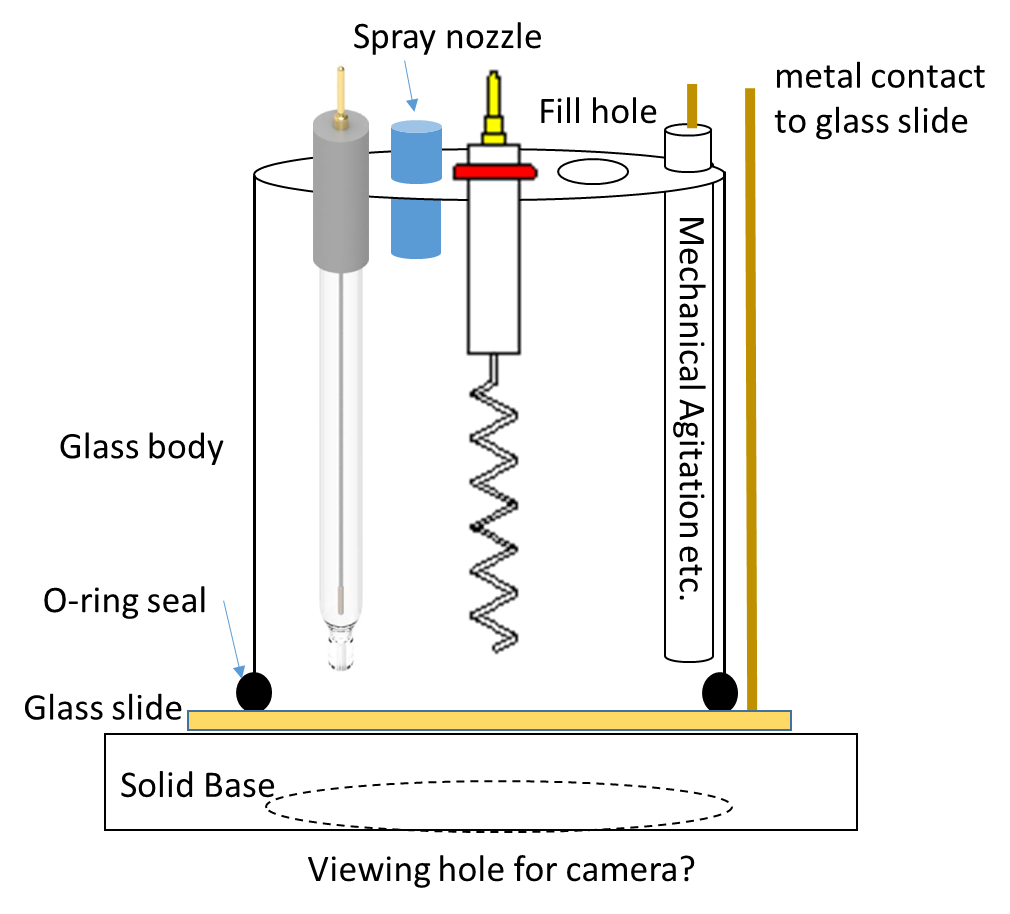 Spray nozzle
metal contact
to glass slide
Fill hole
Mechanical Agitation etc.
Glass body
O-ring seal
Glass slide
Solid Base
Viewing hole for camera?